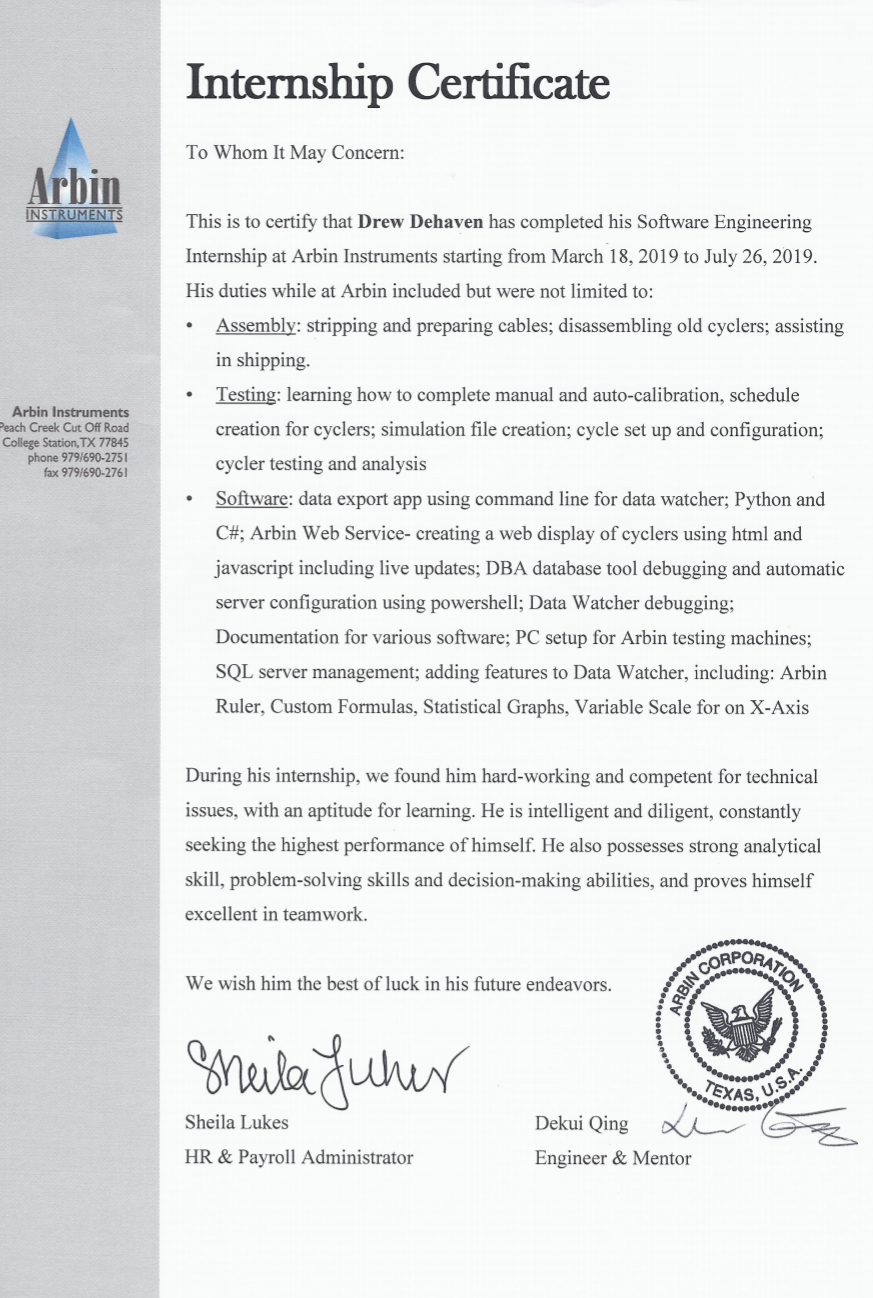 Internship Certificate
To Whom It May Concern:
Arbin
INSTRUMENTS
This is to certify that Drew Dehaven has completed his Software Engineering
Internship at Arbin Instruments starting from March 18, 2019 to July 26, 2019.
His duties while at Arbin included but were not limited to:
• Assembly: stripping and preparing cables; disassembling old cyclers; assisting
in shipping.
• Testing: learning how to complete manual and auto-calibration, schedule
creation for cyclers; simulation file creation; cycle set up and configuration;
cycler testing and analysis
Arbin Instruments
Peach Creek Cut Off Road
College Station, TX 77845
phone 979/690-2751
fax 979/690-2761
• Software: data export app using command line for data watcher; Python and
C#; Arbin Web Service- creating a web display of cyclers using html and
javascript including live updates; DBA database tool debugging and automatic
server configuration using powershell; Data Watcher debugging;
Documentation for various software; PC setup for Arbin testing machines;
SQL server management; adding features to Data Watcher, including: Arbin
Ruler, Custom Formulas, Statistical Graphs, Variable Scale for on X-Axis
During his internship, we found him hard-working and competent for technical
issues, with an aptitude for learning. He is intelligent and diligent, constantly
seeking the highest performance of himself. He also possesses strong analytical
skill, problem-solving skills and decision-making abilities, and proves himself
excellent in teamwork.
We wish him the best of luck in his future endeavors.
ARBIN CORPORATION
TEXAS, U.S.A.
Sheila Lukes
Sheila Lukes
HR & Payroll Administrator
Dekui Qing
Engineer & Mentor